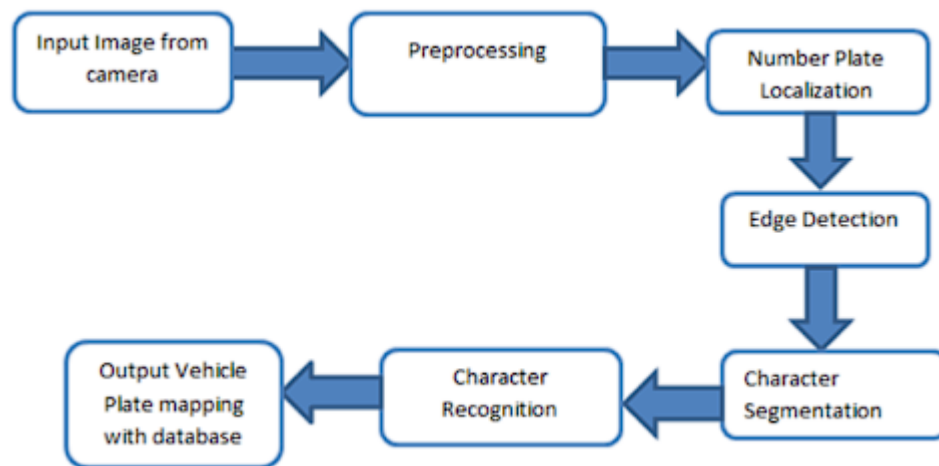 Input Image from
camera
Preprocessing
Number Plate
Localization
Edge Detection
Character
Segmentation
Character
Recognition
Output Vehicle
Plate mapping
with database